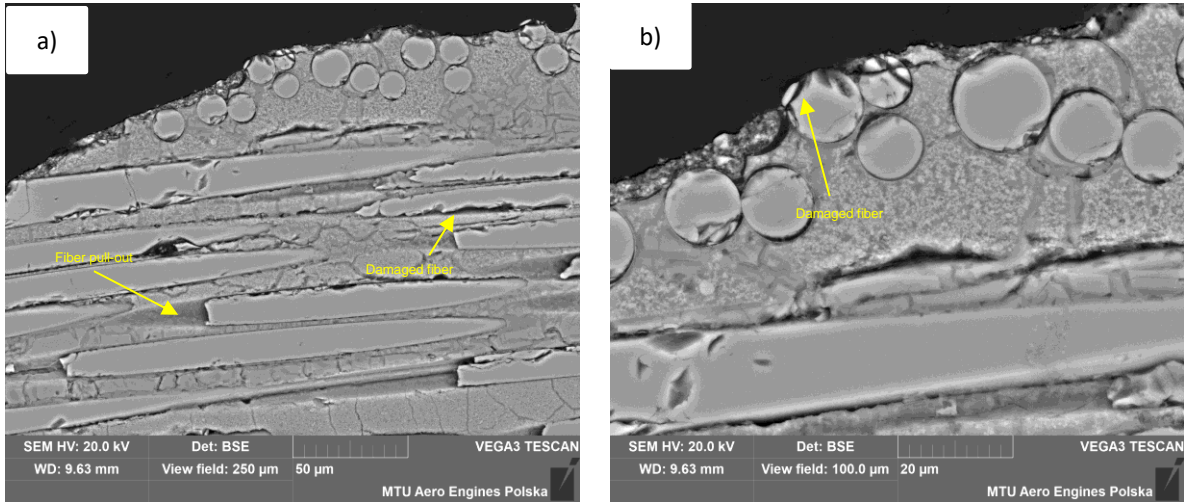 a)
Fiber pull-out
Damaged fiber
SEM HV: 20.0 kV
Det: BSE
VEGA3 TESCAN
WD: 9.63 mm
View field: 250 µm
50 µm
MTU Aero Engines Polska
b)
Damaged fiber
SEM HV: 20.0 kV
Det: BSE
VEGA3 TESCAN
WD: 9.63 mm
View field: 100.0 µm
20 µm
MTU Aero Engines Polska